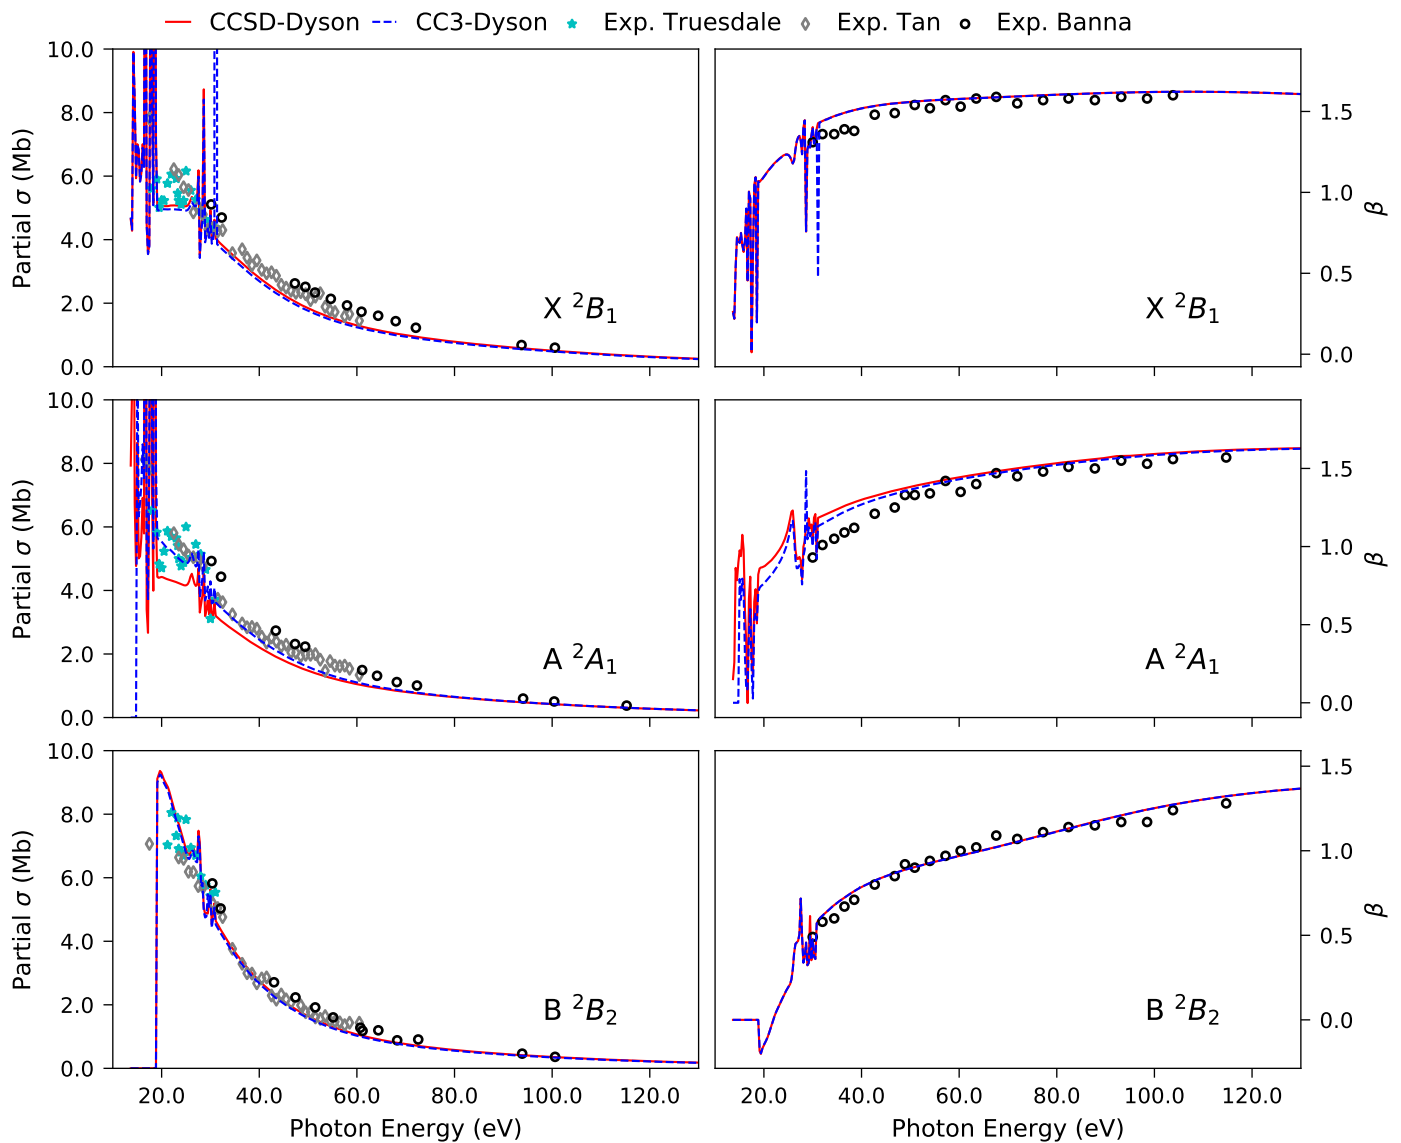 CCSD-Dyson CC3-Dyson Exp. Truesdale Exp. Tan Exp. Banna
10.0
8.0
6.0
4.0
2.0
0.0
Partial σ (Mb)
X ²B₁
X ²B₁
1.5
1.0
0.5
0.0
β
10.0
8.0
6.0
4.0
2.0
0.0
Partial σ (Mb)
A ²A₁
A ²A₁
1.5
1.0
0.5
0.0
β
10.0
8.0
6.0
4.0
2.0
0.0
Partial σ (Mb)
B ²B₂
B ²B₂
1.5
1.0
0.5
0.0
β
20.0 40.0 60.0 80.0 100.0 120.0
20.0 40.0 60.0 80.0 100.0 120.0
Photon Energy (eV)
Photon Energy (eV)